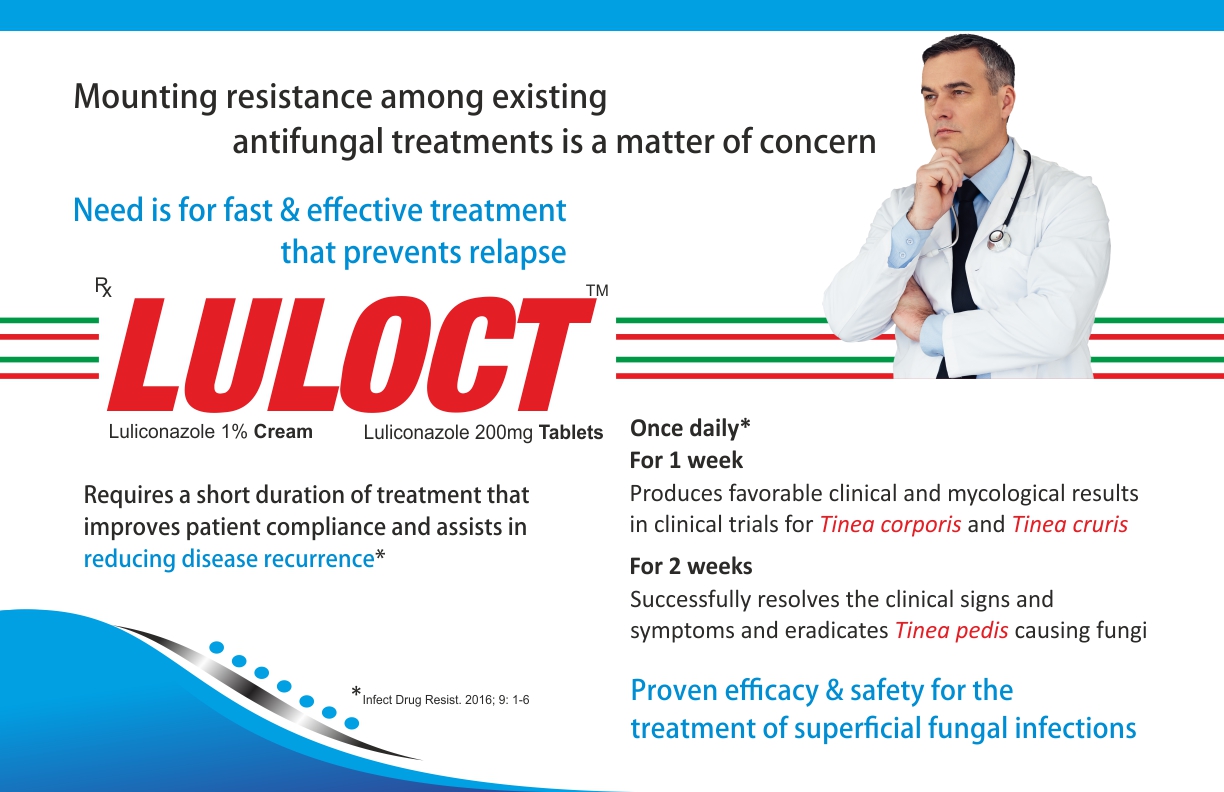 Mounting resistance among existing
antifungal treatments is a matter of concern
Need is for fast & effective treatment
that prevents relapse
Rx LULOCT™
Luliconazole 1% Cream Luliconazole 200mg Tablets
Requires a short duration of treatment that
improves patient compliance and assists in
reducing disease recurrence*
*Infect Drug Resist. 2016; 9: 1-6
Once daily*
For 1 week
Produces favorable clinical and mycological results
in clinical trials for Tinea corporis and Tinea cruris
For 2 weeks
Successfully resolves the clinical signs and
symptoms and eradicates Tinea pedis causing fungi
Proven efficacy & safety for the
treatment of superficial fungal infections